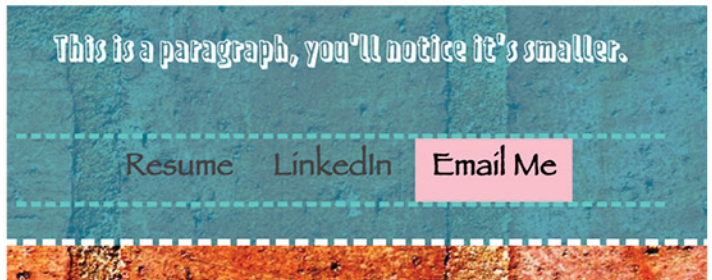 This is a paragraph, you'll notice it's smaller.
Resume LinkedIn Email Me